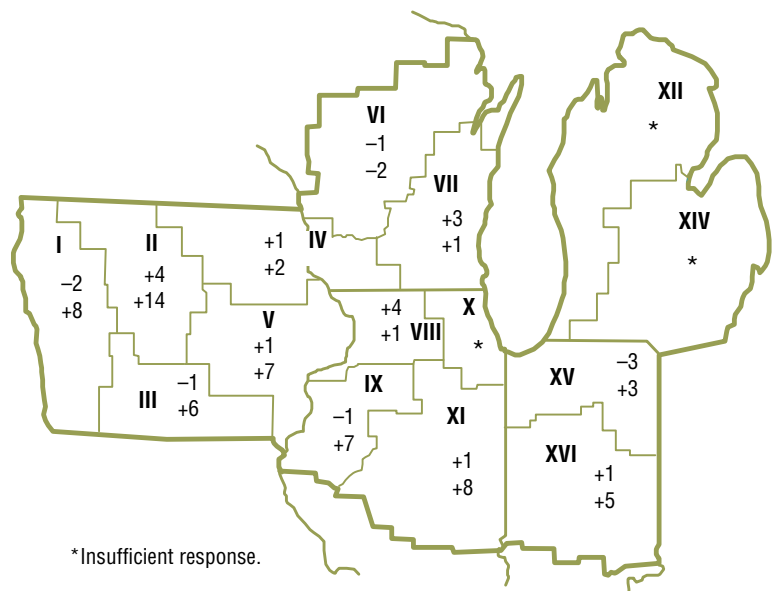 XII
*
VI
–1
–2
VII
+3
+1
XIV
*
I
–2
+8
II
+4
+14
IV
+1
+2
V
+1
+7
III
–1
+6
VIII
+4
+1
X
*
IX
–1
+7
XI
+1
+8
XV
–3
+3
XVI
+1
+5
*Insufficient response.